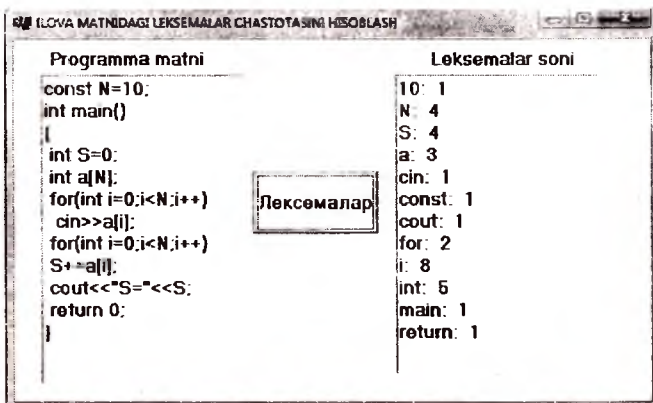 ILOVA MATNIDAGI LEKSEMALAR CHASTOTASINI HISOBLASH
Programma matni
const N=10;
int main()
{
int S=0;
int a[N];
for(int i=0;i<N;i++)
cin>>a[i];
for(int i=0;i<N;i++)
S+=a[i];
cout<<"S="<<S;
return 0;
}
Лексемалар
Leksemalar soni
10: 1
N: 4
S: 4
a: 3
cin: 1
const: 1
cout: 1
for: 2
i: 8
int: 5
main: 1
return: 1